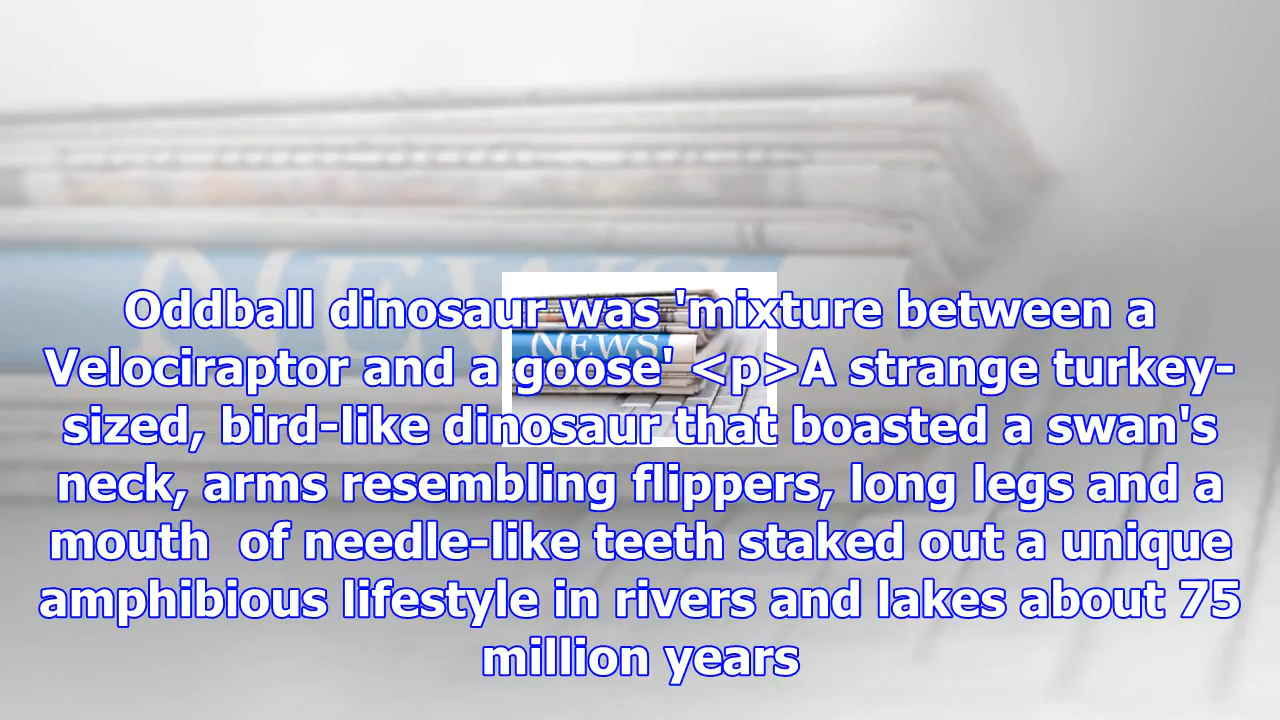 NEWS
NEWS
Oddball dinosaur was 'mixture between a
Velociraptor and a goose' <p>A strange turkey-
sized, bird-like dinosaur that boasted a swan's
neck, arms resembling flippers, long legs and a
mouth  of needle-like teeth staked out a unique
amphibious lifestyle in rivers and lakes about 75
million years